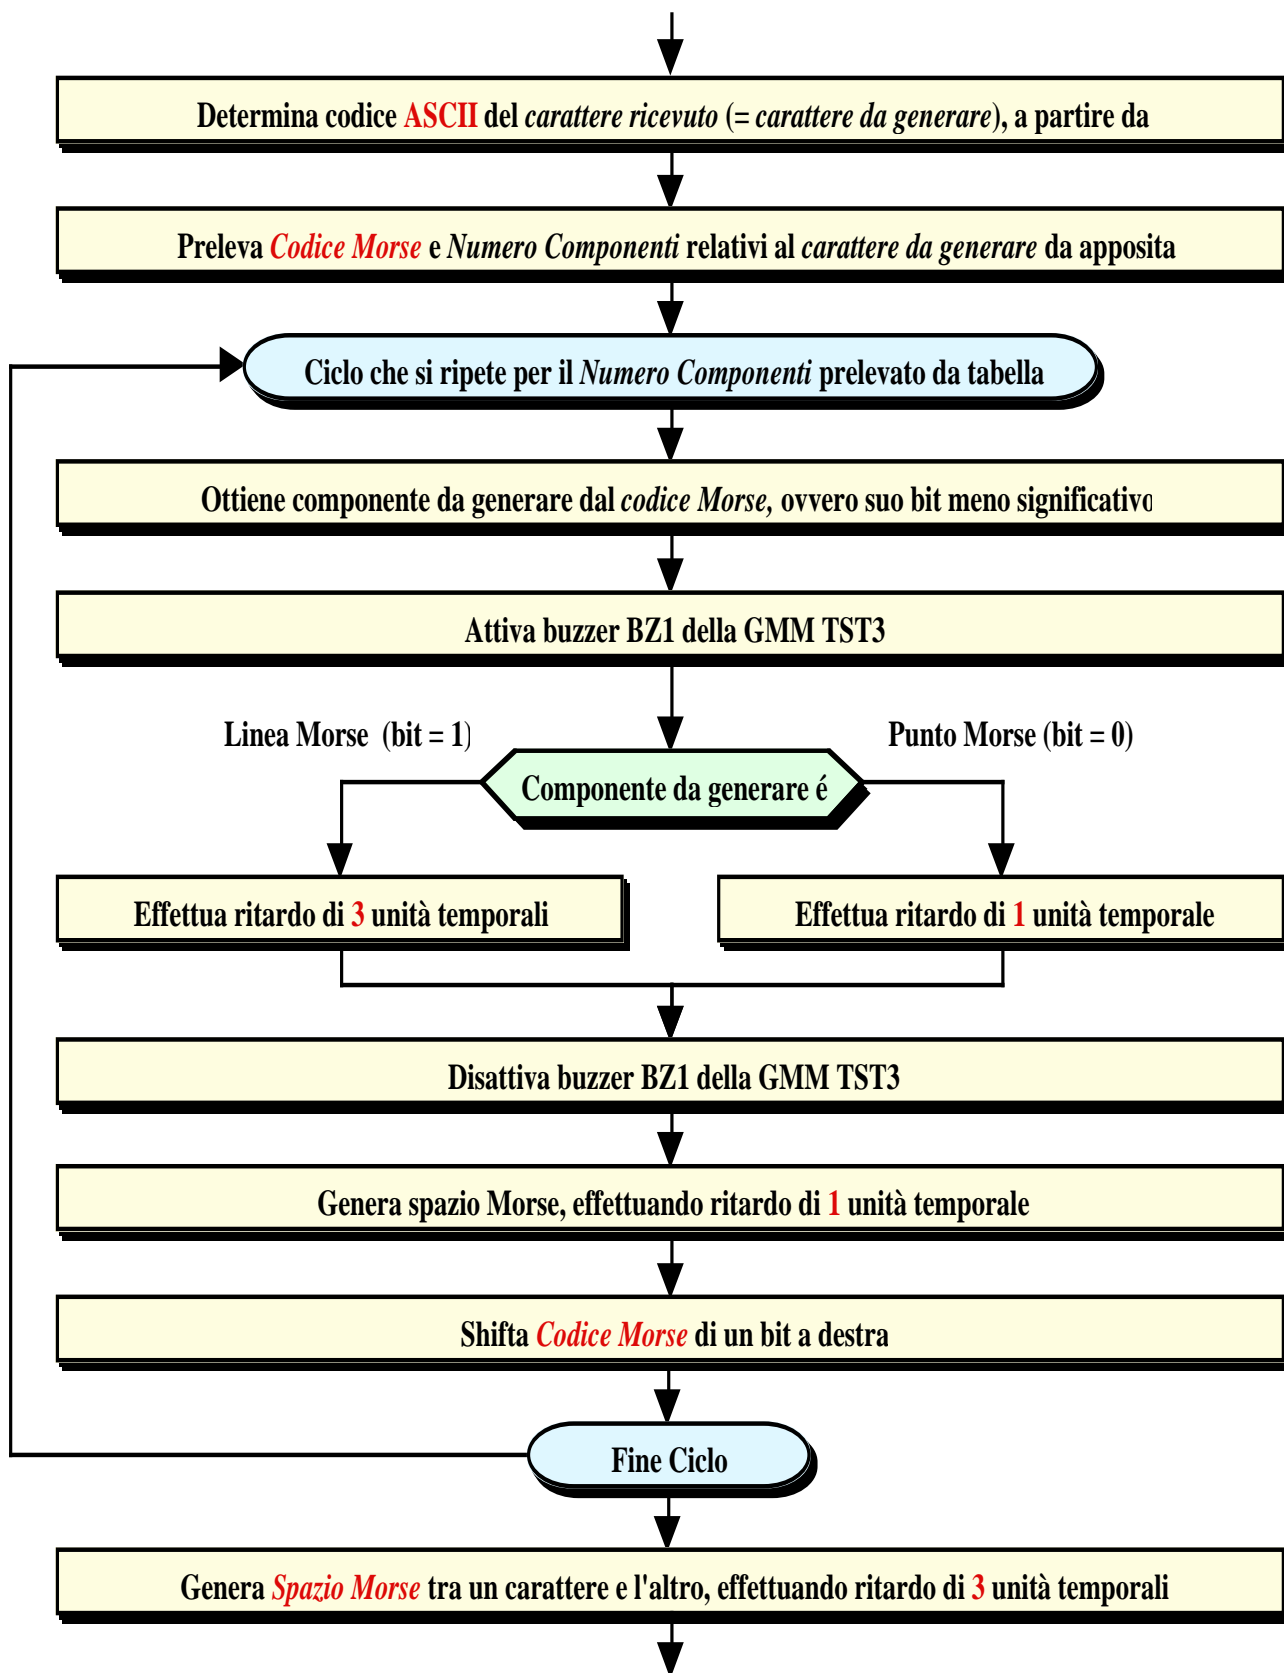 Determina codice ASCII del carattere ricevuto (= carattere da generare), a partire da
Preleva Codice Morse e Numero Componenti relativi al carattere da generare da apposita
Ciclo che si ripete per il Numero Componenti prelevato da tabella
Ottiene componente da generare dal codice Morse, ovvero suo bit meno significativo
Attiva buzzer BZ1 della GMM TST3
Linea Morse (bit = 1)
Punto Morse (bit = 0)
Componente da generare é
Effettua ritardo di 3 unità temporali
Effettua ritardo di 1 unità temporale
Disattiva buzzer BZ1 della GMM TST3
Genera spazio Morse, effettuando ritardo di 1 unità temporale
Shifta Codice Morse di un bit a destra
Fine Ciclo
Genera Spazio Morse tra un carattere e l'altro, effettuando ritardo di 3 unità temporali